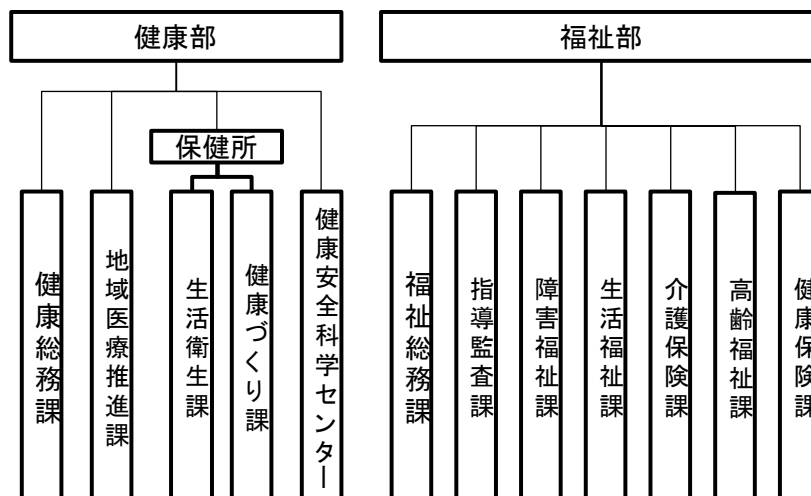 健康部
福祉部
保健所
健康総務課
地域医療推進課
生活衛生課
健康づくり課
健康安全科学センター
福祉総務課
指導監査課
障害福祉課
生活福祉課
介護保険課
高齢福祉課
健康保険課